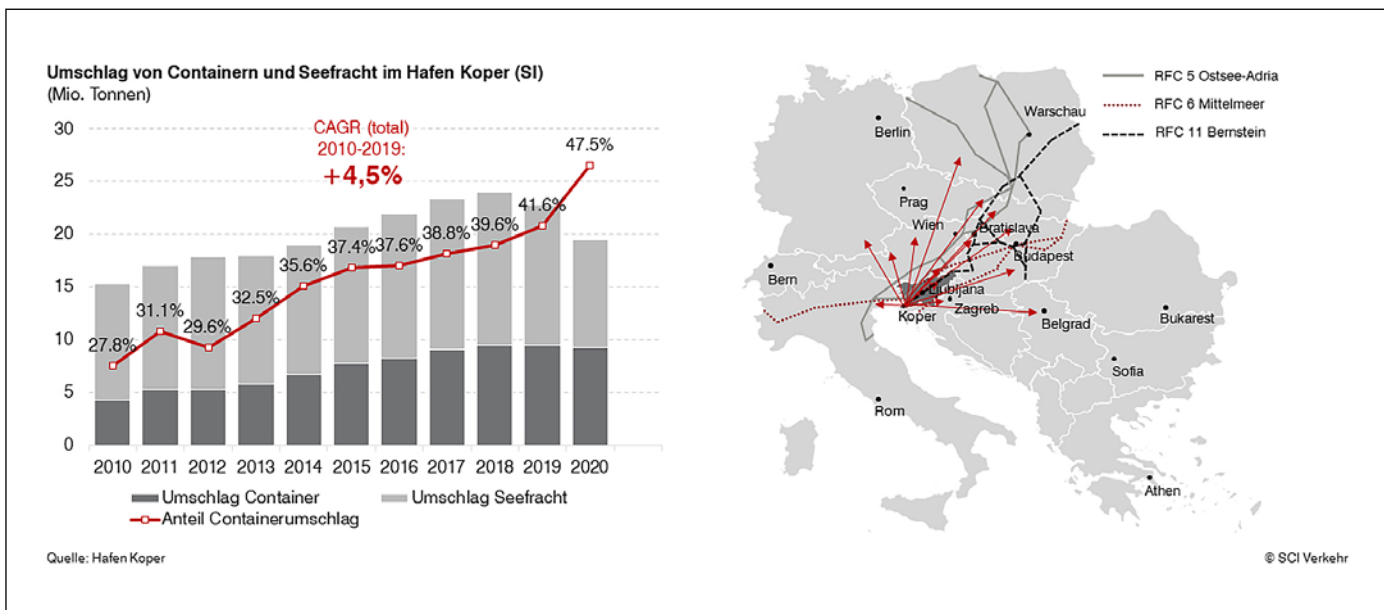 Umschlag von Containern und Seefracht im Hafen Koper (SI)
(Mio. Tonnen)
CAGR (total)
2010-2019:
+4,5%
30
25
20
15
10
5
0
27.8%
31.1%
29.6%
32.5%
35.6%
37.4%
37.6%
38.8%
39.6%
41.6%
47.5%
2010 2011 2012 2013 2014 2015 2016 2017 2018 2019 2020
Umschlag Container
Umschlag Seefracht
Anteil Containerumschlag
Quelle: Hafen Koper
RFC 5 Ostsee-Adria
RFC 6 Mittelmeer
RFC 11 Bernstein
Warschau
Berlin
Prag
Wien
Bratislava
Budapest
Bern
Ljubljana
Koper
Zagreb
Belgrad
Bukarest
Sofia
Rom
Athen
© SCI Verkehr